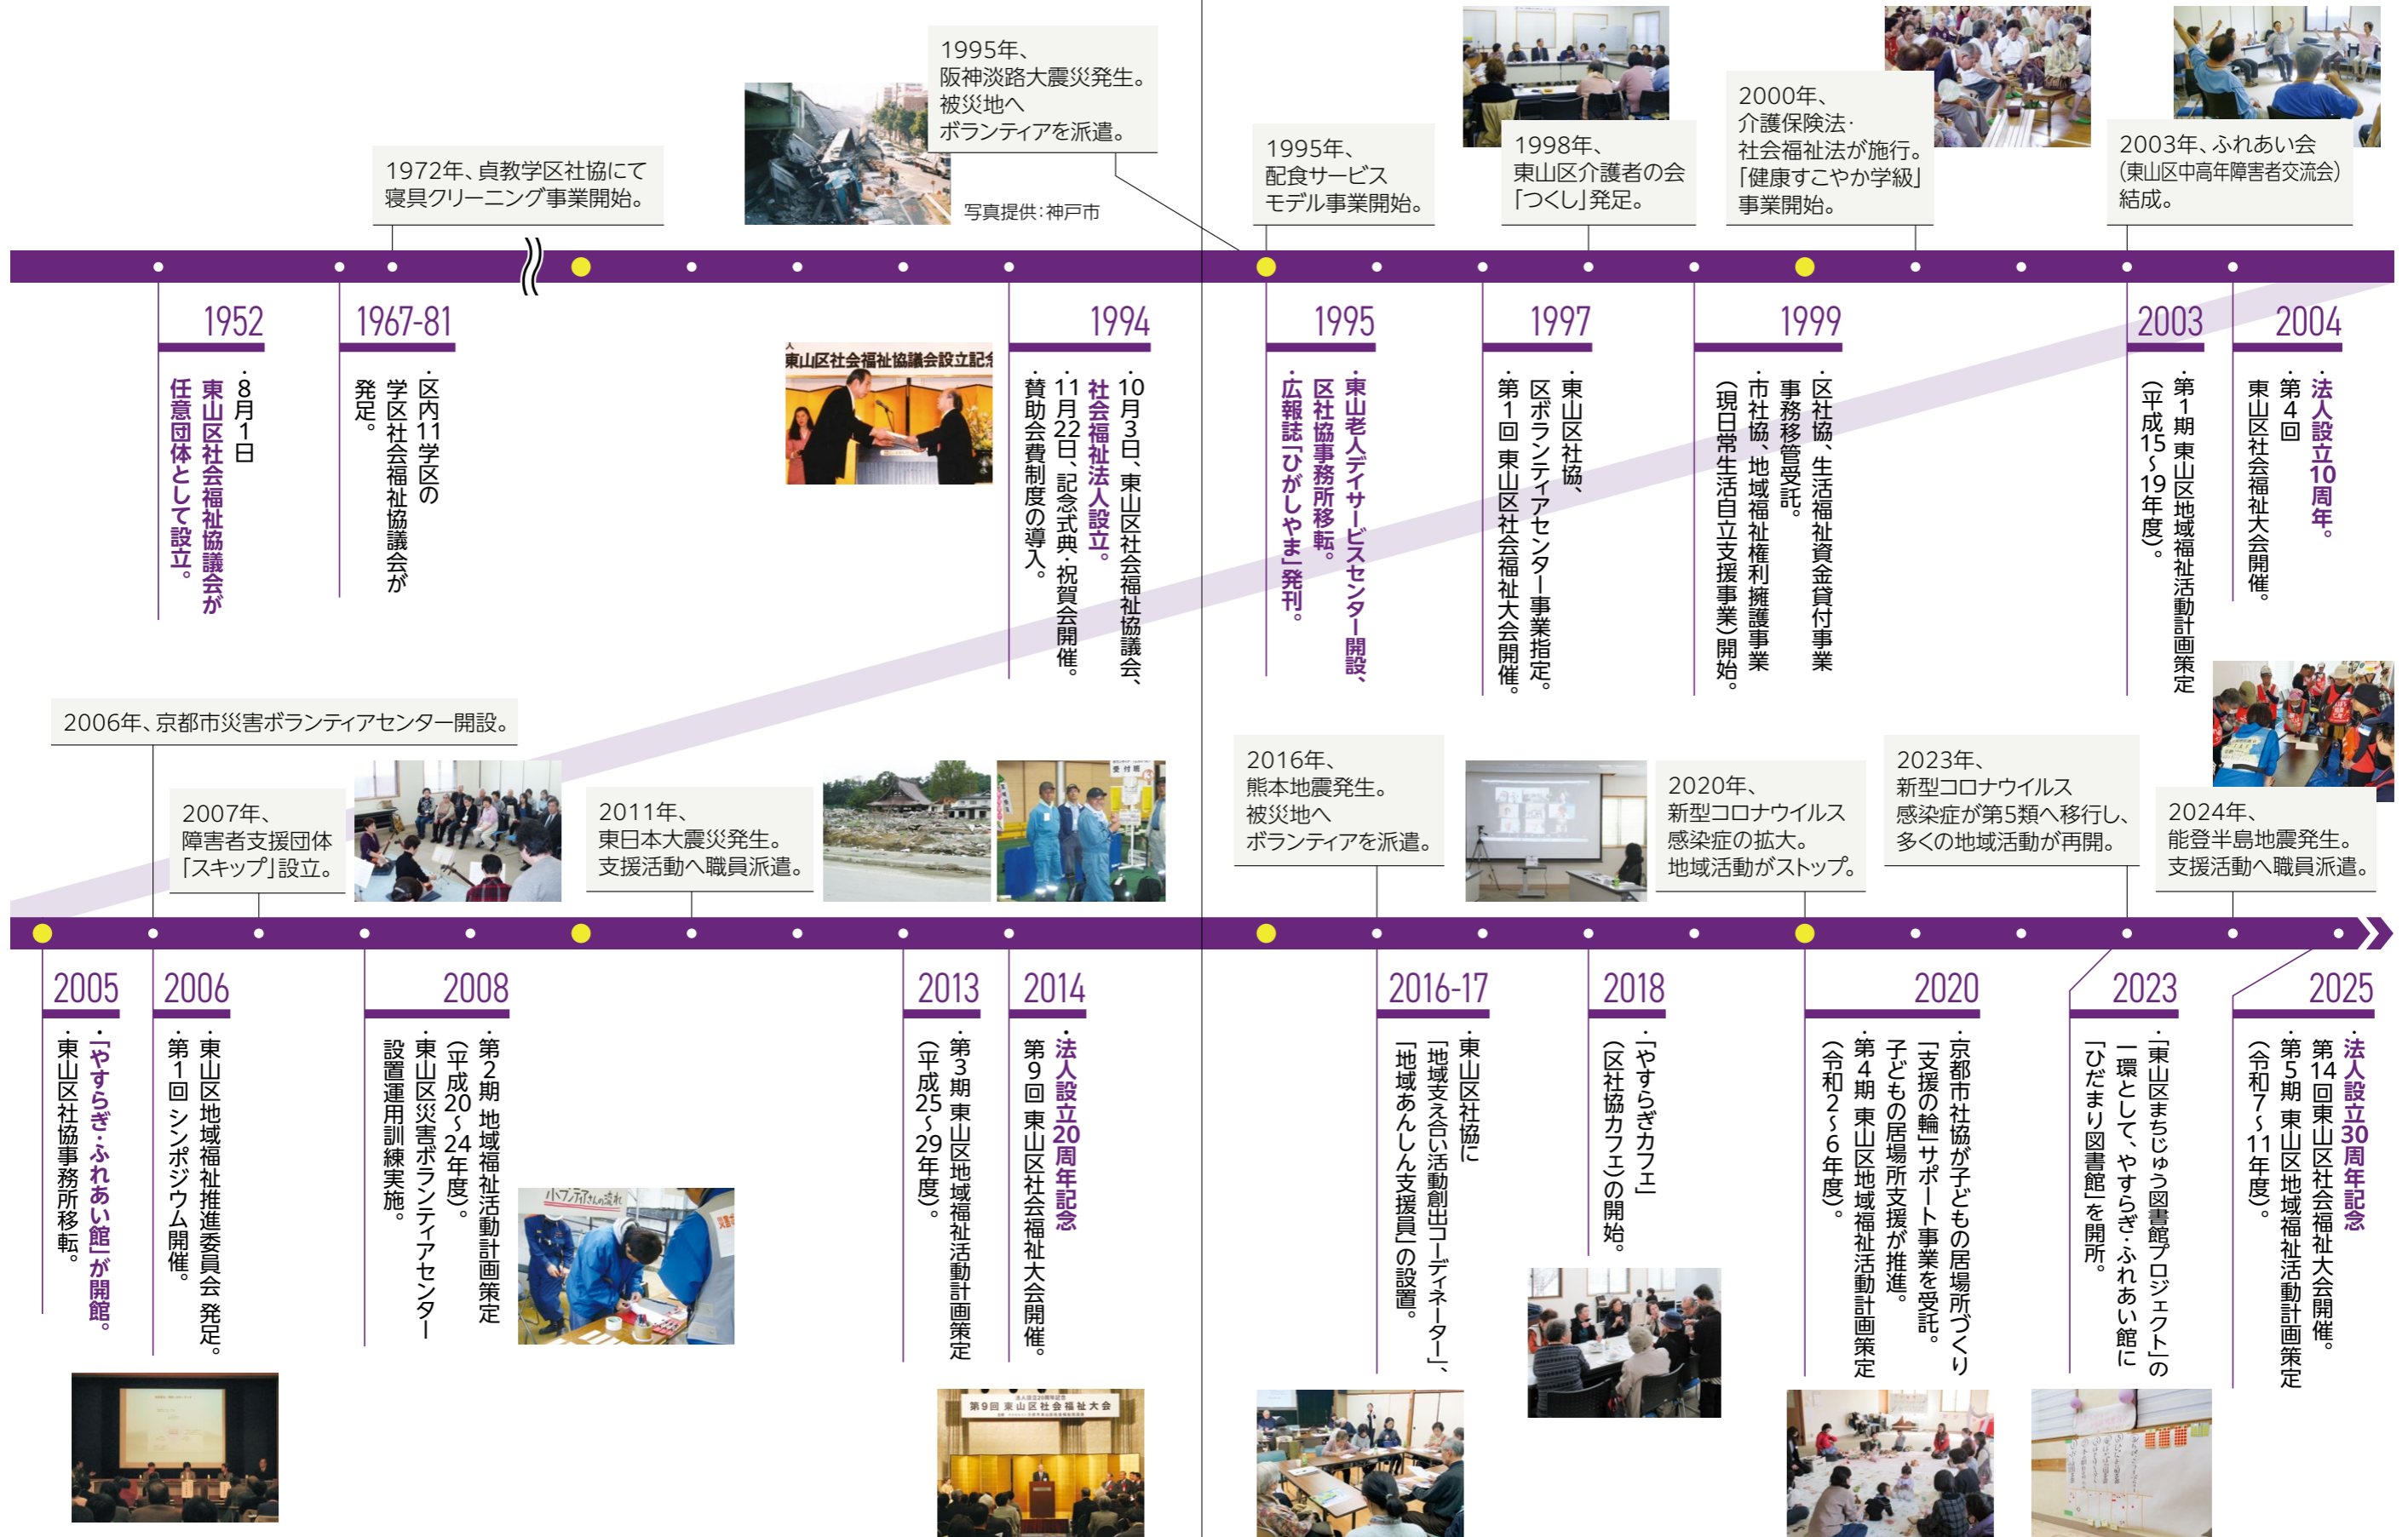 1972年、貞教学区社協にて
寝具クリーニング事業開始。
1995年、
阪神淡路大震災発生。
被災地へ
ボランティアを派遣。
写真提供：神戸市
1995年、
配食サービス
モデル事業開始。
1998年、
東山区介護者の会
「つくし」発足。
2000年、
介護保険法・
社会福祉法が施行。
「健康すこやか学級」
事業開始。
2003年、ふれあい会
（東山区中高年障害者交流会）
結成。
1952
・8月1日
東山区社会福祉協議会が
任意団体として設立。
1967-81
・区内11学区の
学区社会福祉協議会が
発足。
人
東山区社会福祉協議会設立記念
1994
・10月3日、東山区社会福祉協議会、
社会福祉法人設立。
・11月22日、記念式典・祝賀会開催。
・賛助会費制度の導入。
1995
・東山老人デイサービスセンター開設、
区社協事務所移転。
・広報誌「ひがしやま」発刊。
1997
・東山区社協、
区ボランティアセンター事業指定。
・第1回 東山区社会福祉大会開催。
1999
・区社協、生活福祉資金貸付事業
事務移管受託。
・市社協、地域福祉権利擁護事業
（現日常生活自立支援事業）開始。
2003
・第1期 東山区地域福祉活動計画策定
（平成15～19年度）。
2004
・法人設立10周年。
・第4回
東山区社会福祉大会開催。
2006年、京都市災害ボランティアセンター開設。
2007年、
障害者支援団体
「スキップ」設立。
2011年、
東日本大震災発生。
支援活動へ職員派遣。
受付班
2016年、
熊本地震発生。
被災地へ
ボランティアを派遣。
2020年、
新型コロナウイルス
感染症の拡大。
地域活動がストップ。
2023年、
新型コロナウイルス
感染症が第5類へ移行し、
多くの地域活動が再開。
2024年、
能登半島地震発生。
支援活動へ職員派遣。
2005
・「やすらぎ・ふれあい館」が開館。
・東山区社協事務所移転。
2006
・東山区地域福祉推進委員会 発足。
・第1回 シンポジウム開催。
2008
・第2期 地域福祉活動計画策定
（平成20～24年度）。
・東山区災害ボランティアセンター
設置運用訓練実施。
2013
・第3期 東山区地域福祉活動計画策定
（平成25～29年度）。
2014
・法人設立20周年記念
第9回 東山区社会福祉大会開催。
法人設立20周年記念
第9回 東山区社会福祉大会
2016-17
・東山区社協に
「地域支え合い活動創出コーディネーター」、
「地域あんしん支援員」の設置。
2018
・「やすらぎカフェ」
（区社協カフェ）の開始。
2020
・京都市社協が子どもの居場所づくり
「支援の輪」サポート事業を受託。
子どもの居場所支援が推進。
・第4期 東山区地域福祉活動計画策定
（令和2～6年度）。
2023
・「東山区まちじゅう図書館プロジェクト」の
一環として、やすらぎ・ふれあい館に
「ひだまり図書館」を開所。
2025
・法人設立30周年記念
第14回東山区社会福祉大会開催。
・第5期 東山区地域福祉活動計画策定
（令和7～11年度）。